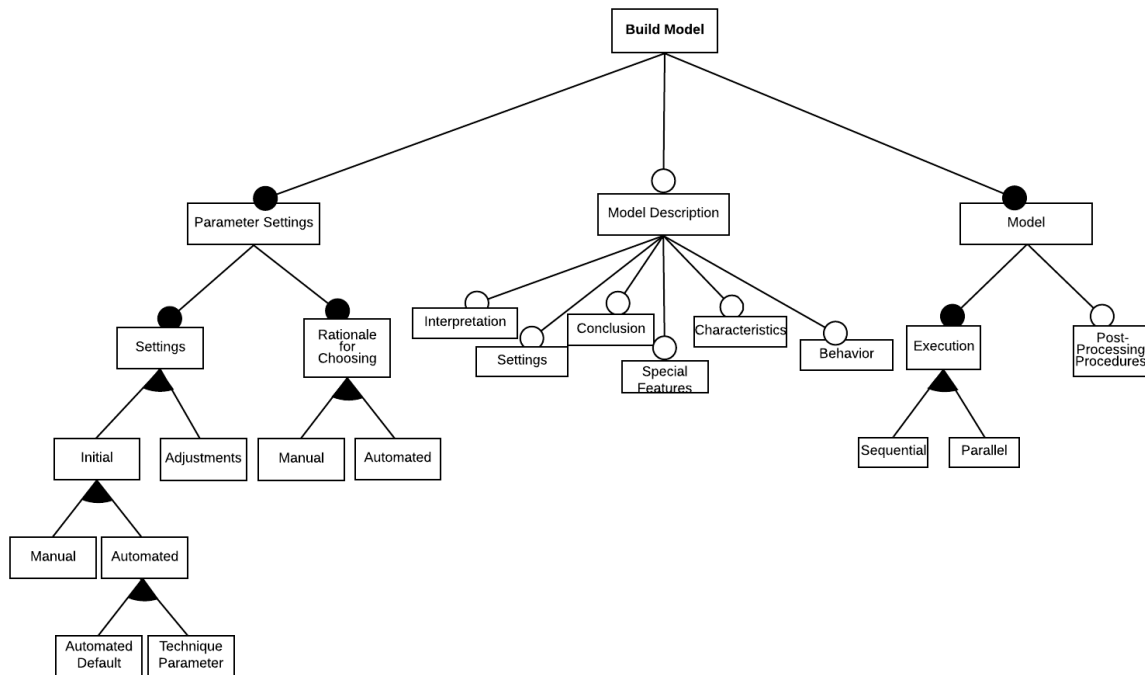 Build Model
Parameter Settings
Model Description
Model
Interpretation
Conclusion
Characteristics
Settings
Special
Features
Behavior
Settings
Rationale
for
Choosing
Execution
Post-
Processing
Procedures
Initial
Adjustments
Manual
Automated
Sequential
Parallel
Manual
Automated
Automated
Default
Technique
Parameter